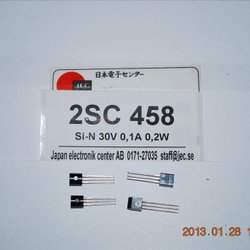 日本電子センター
J.E.C.
2SC 458
Si-N 30V 0,1A 0,2W
Japan electronic center AB 0171-27035 staff@jec.se
2013.01.26